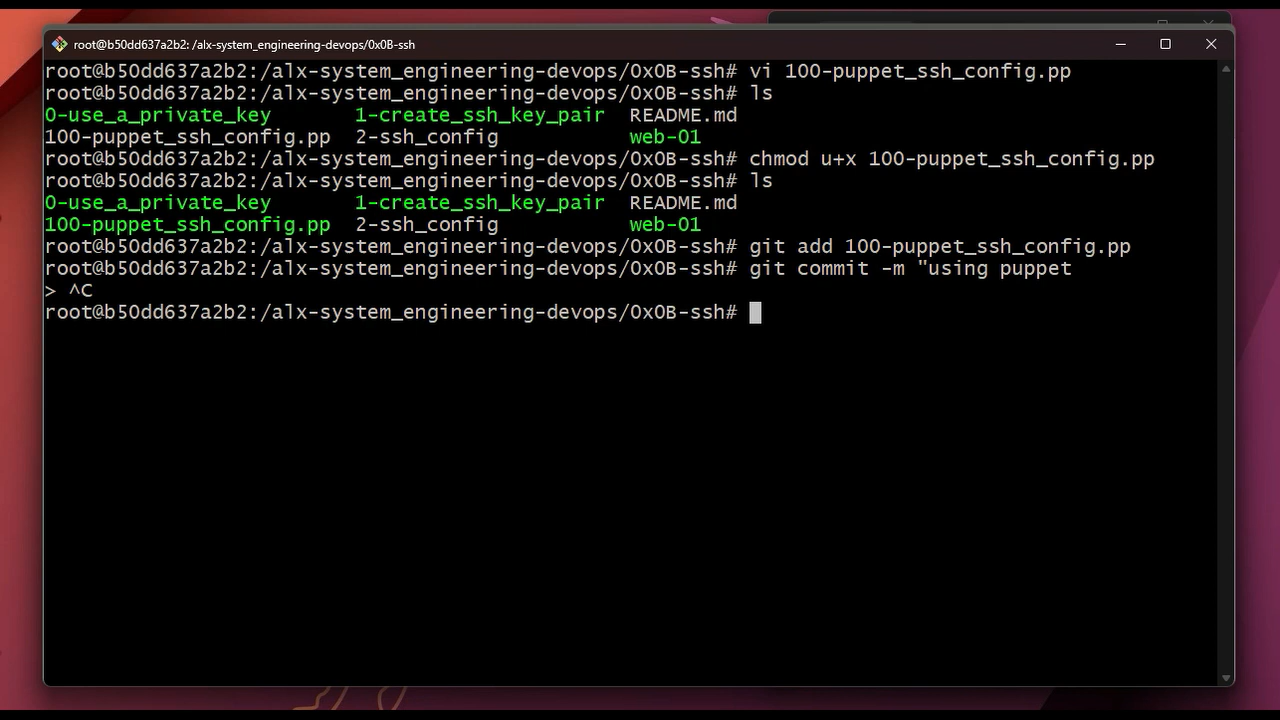 root@b50dd637a2b2: /alx-system_engineering-devops/0x0B-ssh
root@b50dd637a2b2:/alx-system_engineering-devops/0x0B-ssh# vi 100-puppet_ssh_config.pp
root@b50dd637a2b2:/alx-system_engineering-devops/0x0B-ssh# ls
0-use_a_private_key 1-create_ssh_key_pair README.md
100-puppet_ssh_config.pp 2-ssh_config web-01
root@b50dd637a2b2:/alx-system_engineering-devops/0x0B-ssh# chmod u+x 100-puppet_ssh_config.pp
root@b50dd637a2b2:/alx-system_engineering-devops/0x0B-ssh# ls
0-use_a_private_key 1-create_ssh_key_pair README.md
100-puppet_ssh_config.pp 2-ssh_config web-01
root@b50dd637a2b2:/alx-system_engineering-devops/0x0B-ssh# git add 100-puppet_ssh_config.pp
root@b50dd637a2b2:/alx-system_engineering-devops/0x0B-ssh# git commit -m "using puppet
> ^C
root@b50dd637a2b2:/alx-system_engineering-devops/0x0B-ssh#